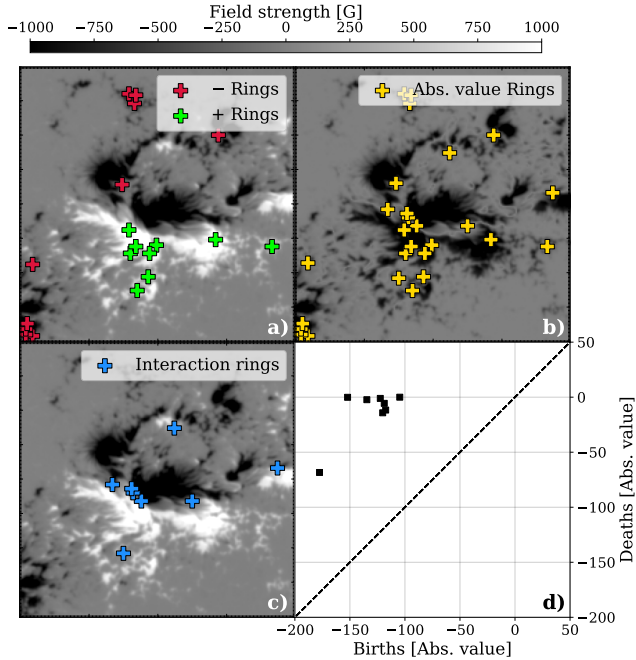 Field strength [G]
−1000 −750 −500 −250 0 250 500 750 1000
− Rings
+ Rings
a)
Abs. value Rings
b)
Interaction rings
c)
50
0
−50
−100
−150
−200
Deaths [Abs. value]
d)
−200 −150 −100 −50 0 50
Births [Abs. value]